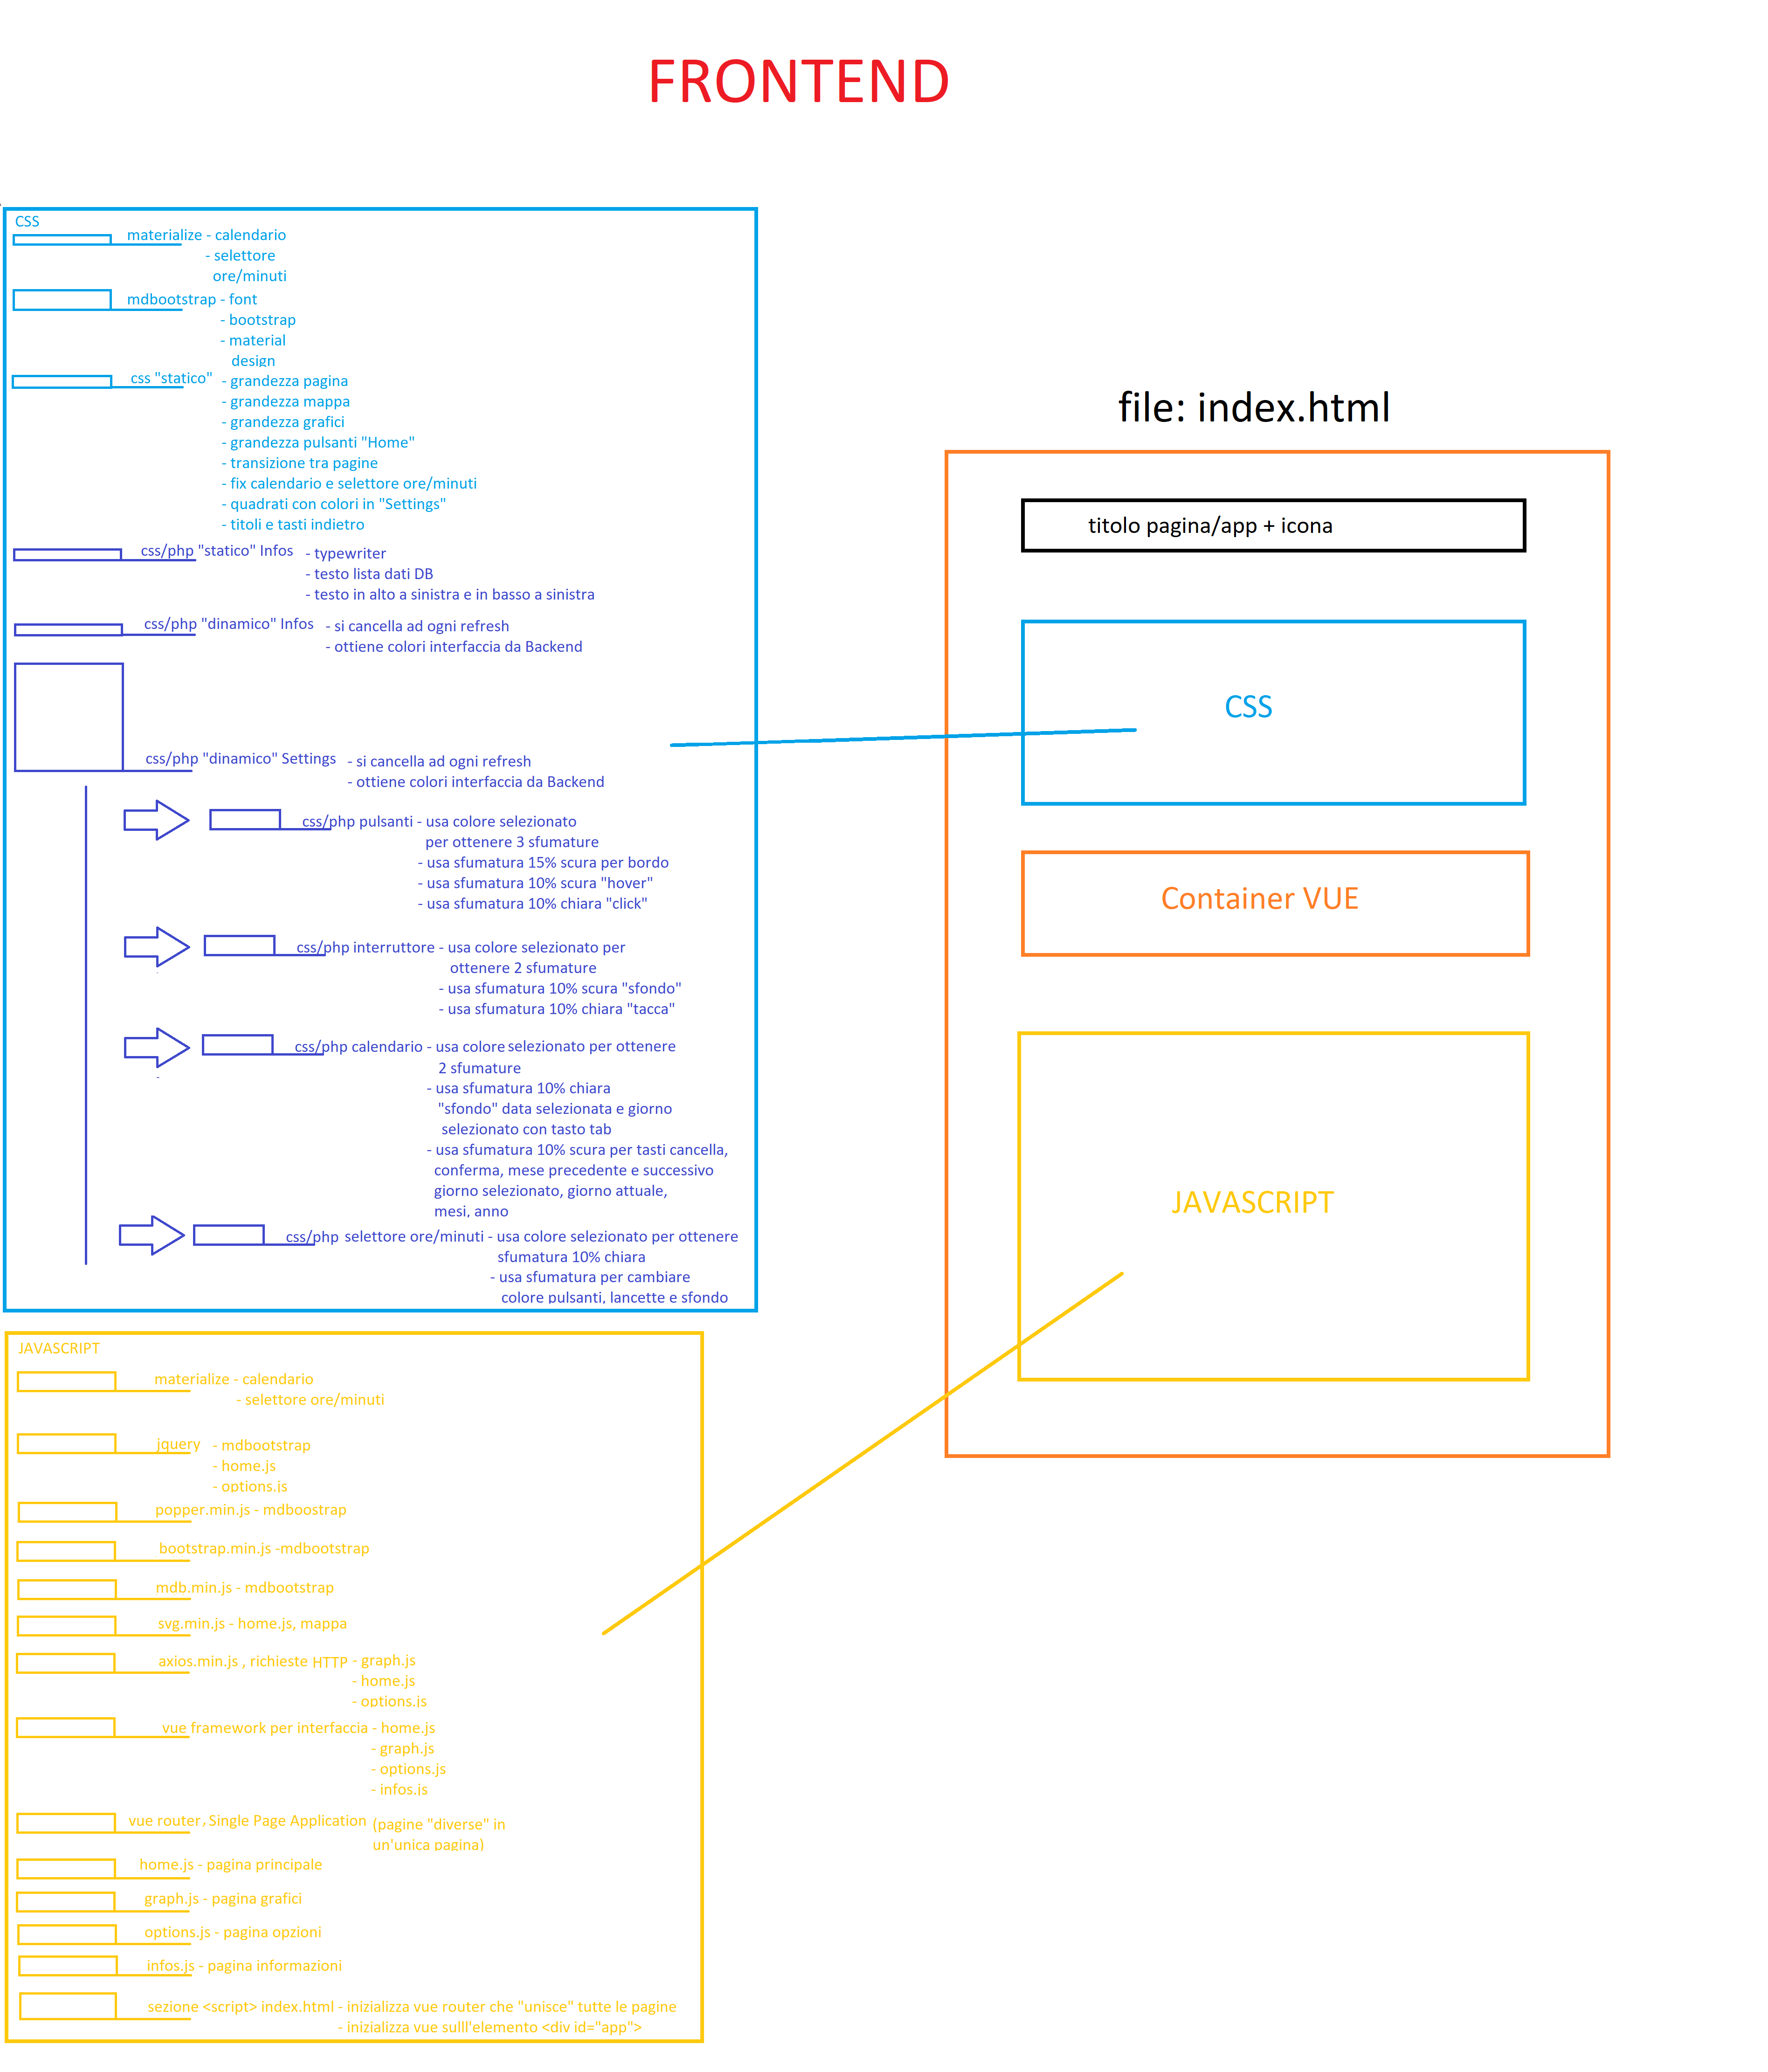 FRONTEND
CSS
materialize - calendario
- selettore
ore/minuti
mdbootstrap - font
- bootstrap
- material
design
css "statico" - grandezza pagina
- grandezza mappa
- grandezza grafici
- grandezza pulsanti "Home"
- transizione tra pagine
- fix calendario e selettore ore/minuti
- quadrati con colori in "Settings"
- titoli e tasti indietro
css/php "statico" Infos - typewriter
- testo lista dati DB
- testo in alto a sinistra e in basso a sinistra
css/php "dinamico" Infos - si cancella ad ogni refresh
- ottiene colori interfaccia da Backend
css/php "dinamico" Settings - si cancella ad ogni refresh
- ottiene colori interfaccia da Backend
css/php pulsanti - usa colore selezionato
per ottenere 3 sfumature
- usa sfumatura 15% scura per bordo
- usa sfumatura 10% scura "hover"
- usa sfumatura 10% chiara "click"
css/php interruttore - usa colore selezionato per
ottenere 2 sfumature
- usa sfumatura 10% scura "sfondo"
- usa sfumatura 10% chiara "tacca"
css/php calendario - usa colore selezionato per ottenere
2 sfumature
- usa sfumatura 10% chiara
"sfondo" data selezionata e giorno
selezionato con tasto tab
- usa sfumatura 10% scura per tasti cancella,
conferma, mese precedente e successivo
giorno selezionato, giorno attuale,
mesi, anno
css/php selettore ore/minuti - usa colore selezionato per ottenere
sfumatura 10% chiara
- usa sfumatura per cambiare
colore pulsanti, lancette e sfondo
JAVASCRIPT
materialize - calendario
- selettore ore/minuti
jquery - mdbootstrap
- home.js
- options.js
popper.min.js - mdboostrap
bootstrap.min.js -mdbootstrap
mdb.min.js - mdbootstrap
svg.min.js - home.js, mappa
axios.min.js , richieste HTTP - graph.js
- home.js
- options.js
vue framework per interfaccia - home.js
- graph.js
- options.js
- infos.js
vue router, Single Page Application (pagine "diverse" in
un'unica pagina)
home.js - pagina principale
graph.js - pagina grafici
options.js - pagina opzioni
infos.js - pagina informazioni
sezione <script> index.html - inizializza vue router che "unisce" tutte le pagine
- inizializza vue sulll'elemento <div id="app">
file: index.html
titolo pagina/app + icona
CSS
Container VUE
JAVASCRIPT